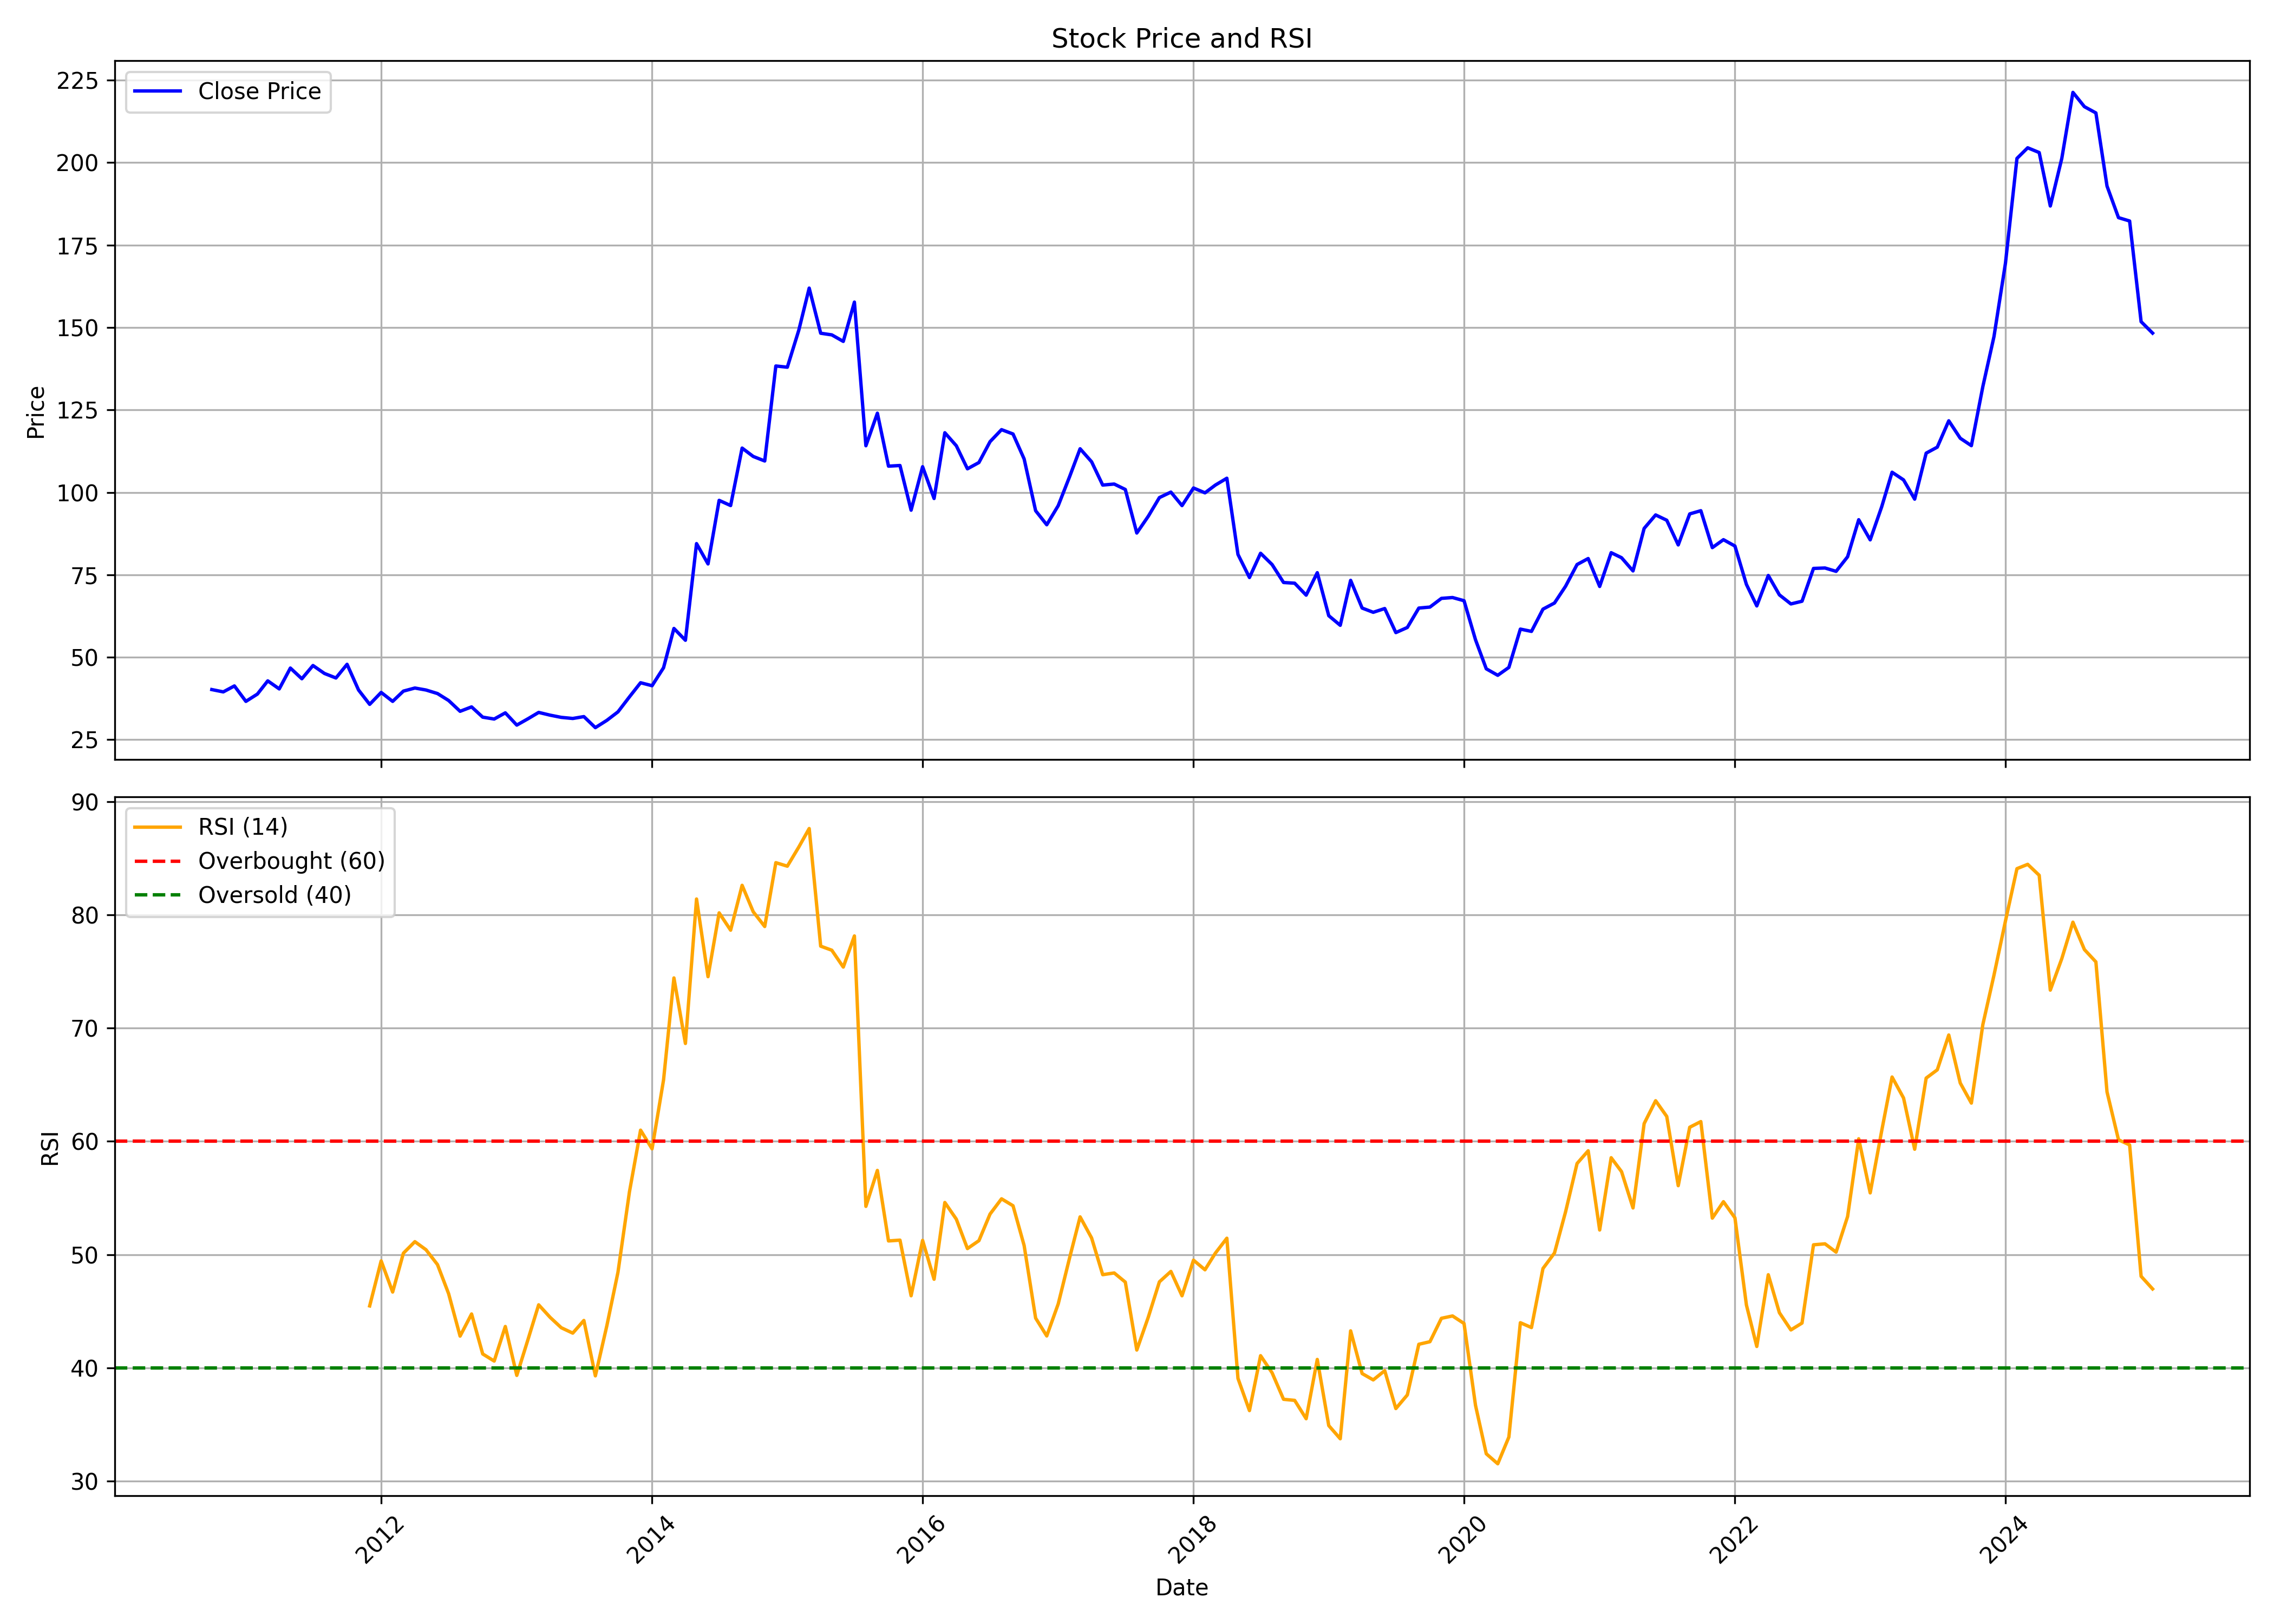 Stock Price and RSI
Close Price
225
200
175
150
125
100
75
50
25
Price
RSI (14)
Overbought (60)
Oversold (40)
90
80
70
60
50
40
30
RSI
2012
2014
2016
2018
2020
2022
2024
Date